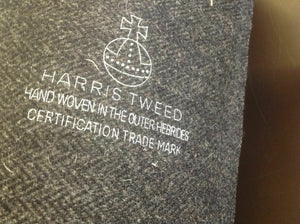 HARRIS TWEED
HAND WOVEN IN THE OUTER HEBRIDES
CERTIFICATION TRADE MARK